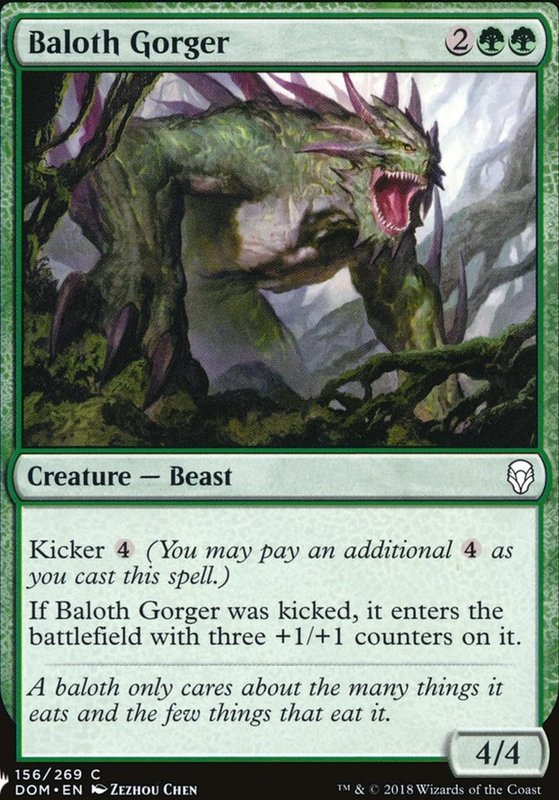 Baloth Gorger 2
Creature — Beast
Kicker 4 (You may pay an additional 4 as
you cast this spell.)
If Baloth Gorger was kicked, it enters the
battlefield with three +1/+1 counters on it.
A baloth only cares about the many things it
eats and the few things that eat it.
4/4
156/269 C
DOM • EN Zezhou Chen
™ & © 2018 Wizards of the Coast